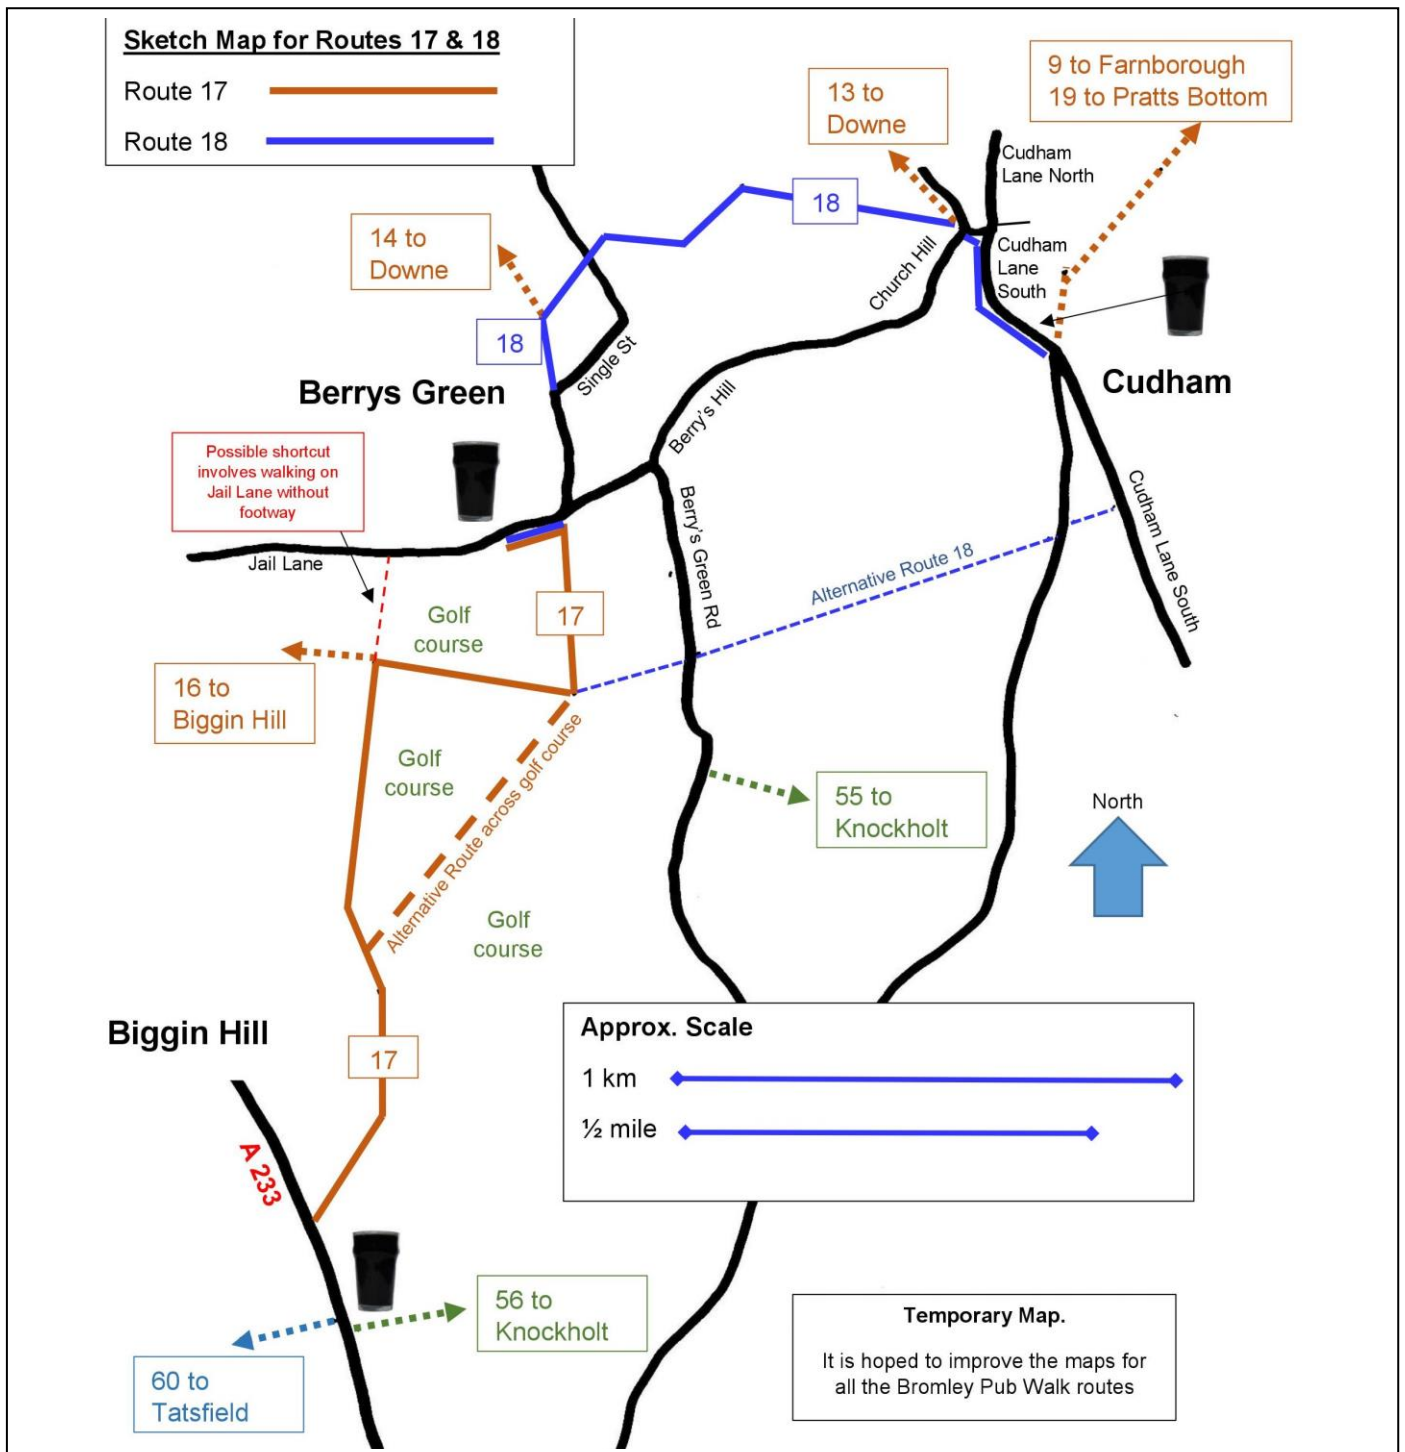 Sketch Map for Routes 17 & 18
Route 17
Route 18
9 to Farnborough
19 to Pratts Bottom
13 to
Downe
Cudham
Lane North
18
14 to
Downe
Church Hill
Cudham
Lane
South
18
Single St
Berrys Green
Cudham
Berry's Hill
Possible shortcut
involves walking on
Jail Lane without
footway
Jail Lane
Berry's Green Rd
Cudham Lane South
Alternative Route 18
Golf
course
17
16 to
Biggin Hill
Golf
course
Alternative Route across golf course
55 to
Knockholt
North
Golf
course
Biggin Hill
17
Approx. Scale
1 km
½ mile
A 233
56 to
Knockholt
60 to
Tatsfield
Temporary Map.
It is hoped to improve the maps for
all the Bromley Pub Walk routes